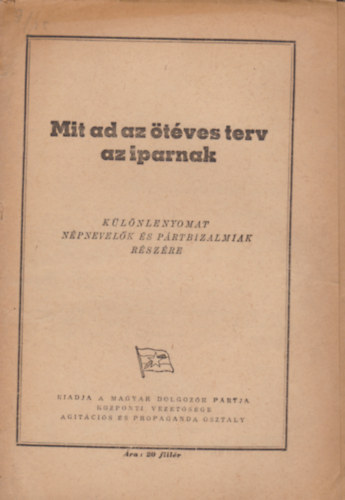 Mit ad az ötéves terv
az iparnak
KÜLÖNLENYOMAT
NÉPNEVELŐK ÉS PÁRTBIZALMIAK
RÉSZÉRE
KIADJA A MAGYAR DOLGOZÓK PÁRTJA
KÖZPONTI VEZETŐSÉGE
AGITÁCIÓS ÉS PROPAGANDA OSZTÁLY
Ára: 20 fillér